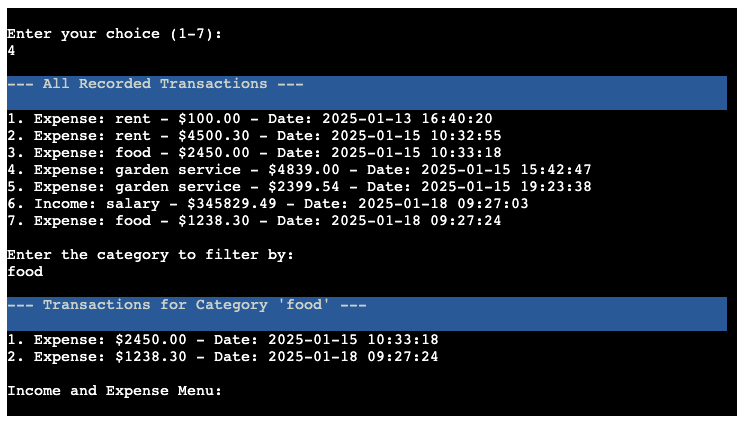 Enter your choice (1-7):
4
--- All Recorded Transactions ---
1. Expense: rent - $100.00 - Date: 2025-01-13 16:40:20
2. Expense: rent - $4500.30 - Date: 2025-01-15 10:32:55
3. Expense: food - $2450.00 - Date: 2025-01-15 10:33:18
4. Expense: garden service - $4839.00 - Date: 2025-01-15 15:42:47
5. Expense: garden service - $2399.54 - Date: 2025-01-15 19:23:38
6. Income: salary - $345829.49 - Date: 2025-01-18 09:27:03
7. Expense: food - $1238.30 - Date: 2025-01-18 09:27:24
Enter the category to filter by:
food
--- Transactions for Category 'food' ---
1. Expense: $2450.00 - Date: 2025-01-15 10:33:18
2. Expense: $1238.30 - Date: 2025-01-18 09:27:24
Income and Expense Menu: